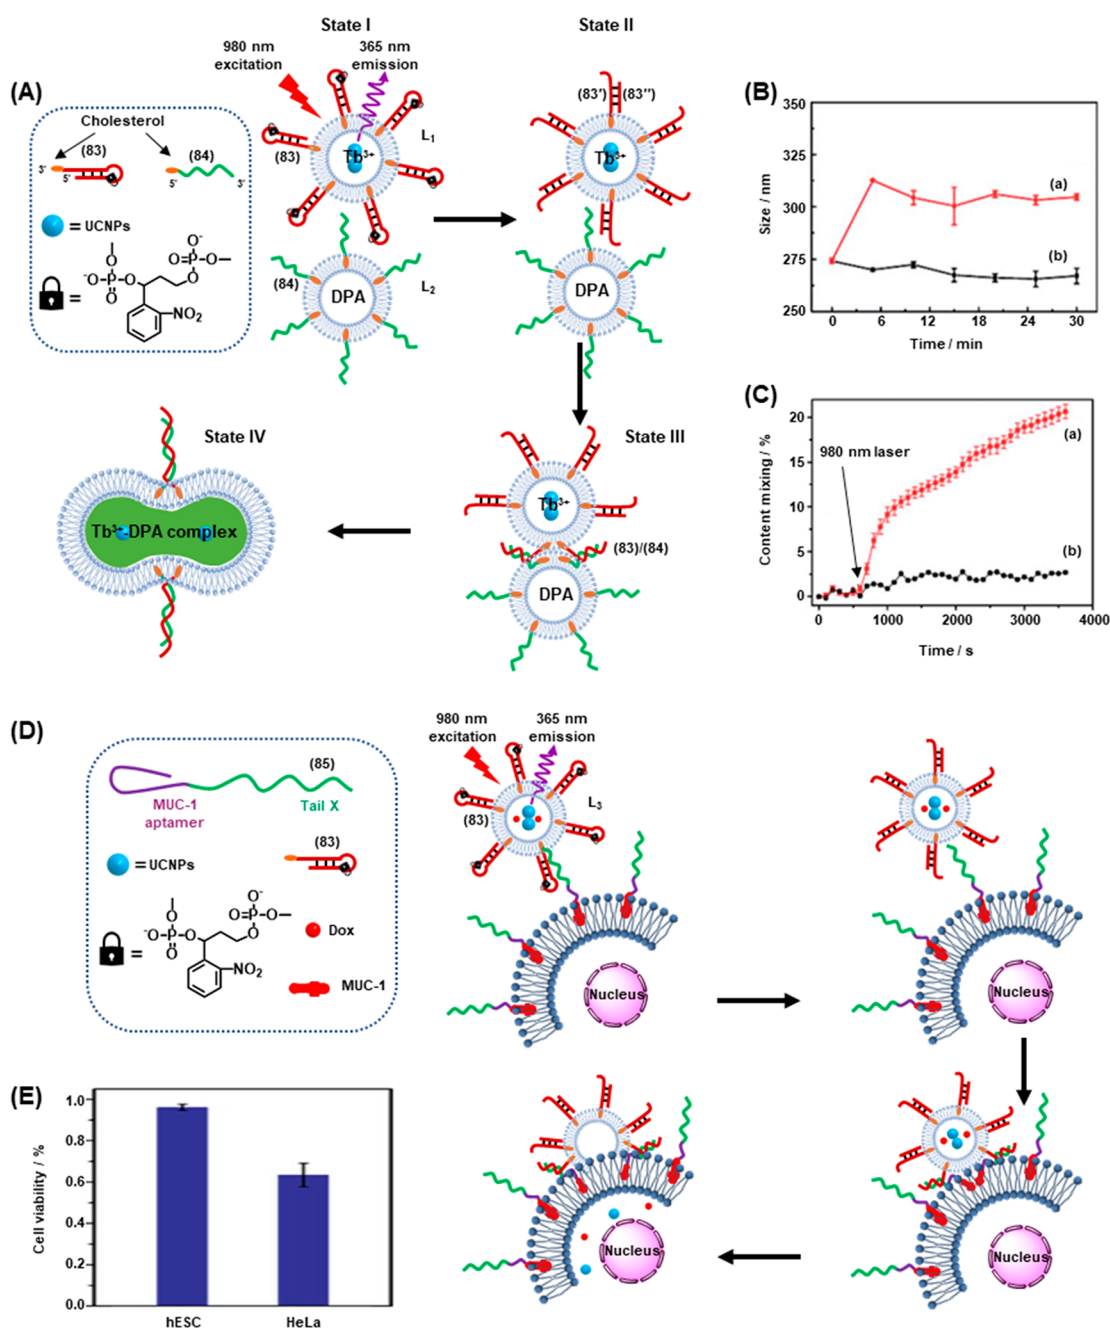 (A)
State I
980 nm
excitation
365 nm
emission
State II
Cholesterol
(83)
(84)
3'
5'
5'
3'
= UCNPs
=
O⁻
O
O=P-O
⁻O-P-O
O
O
NO₂
(83)
L₁
Tb³⁺
(84)
L₂
DPA
(83′)
(83′′)
Tb³⁺
DPA
State IV
State III
Tb³⁺
Tb³⁺-DPA complex
(83)/(84)
DPA
(B)
350
325
300
275
250
Size / nm
(a)
(b)
0
6
12
18
24
30
Time / min
(C)
20
15
10
5
0
Content mixing / %
980 nm laser
(a)
(b)
0
1000
2000
3000
4000
Time / s
(D)
(85)
MUC-1
aptamer
Tail X
(83)
= UCNPs
=
O⁻
O
O=P-O
⁻O-P-O
O
O
NO₂
Dox
MUC-1
980 nm
excitation
365 nm
emission
(83)
L₃
Nucleus
Nucleus
Nucleus
Nucleus
(E)
1.0
0.8
0.6
0.4
0.2
0.0
Cell viability / %
hESC
HeLa